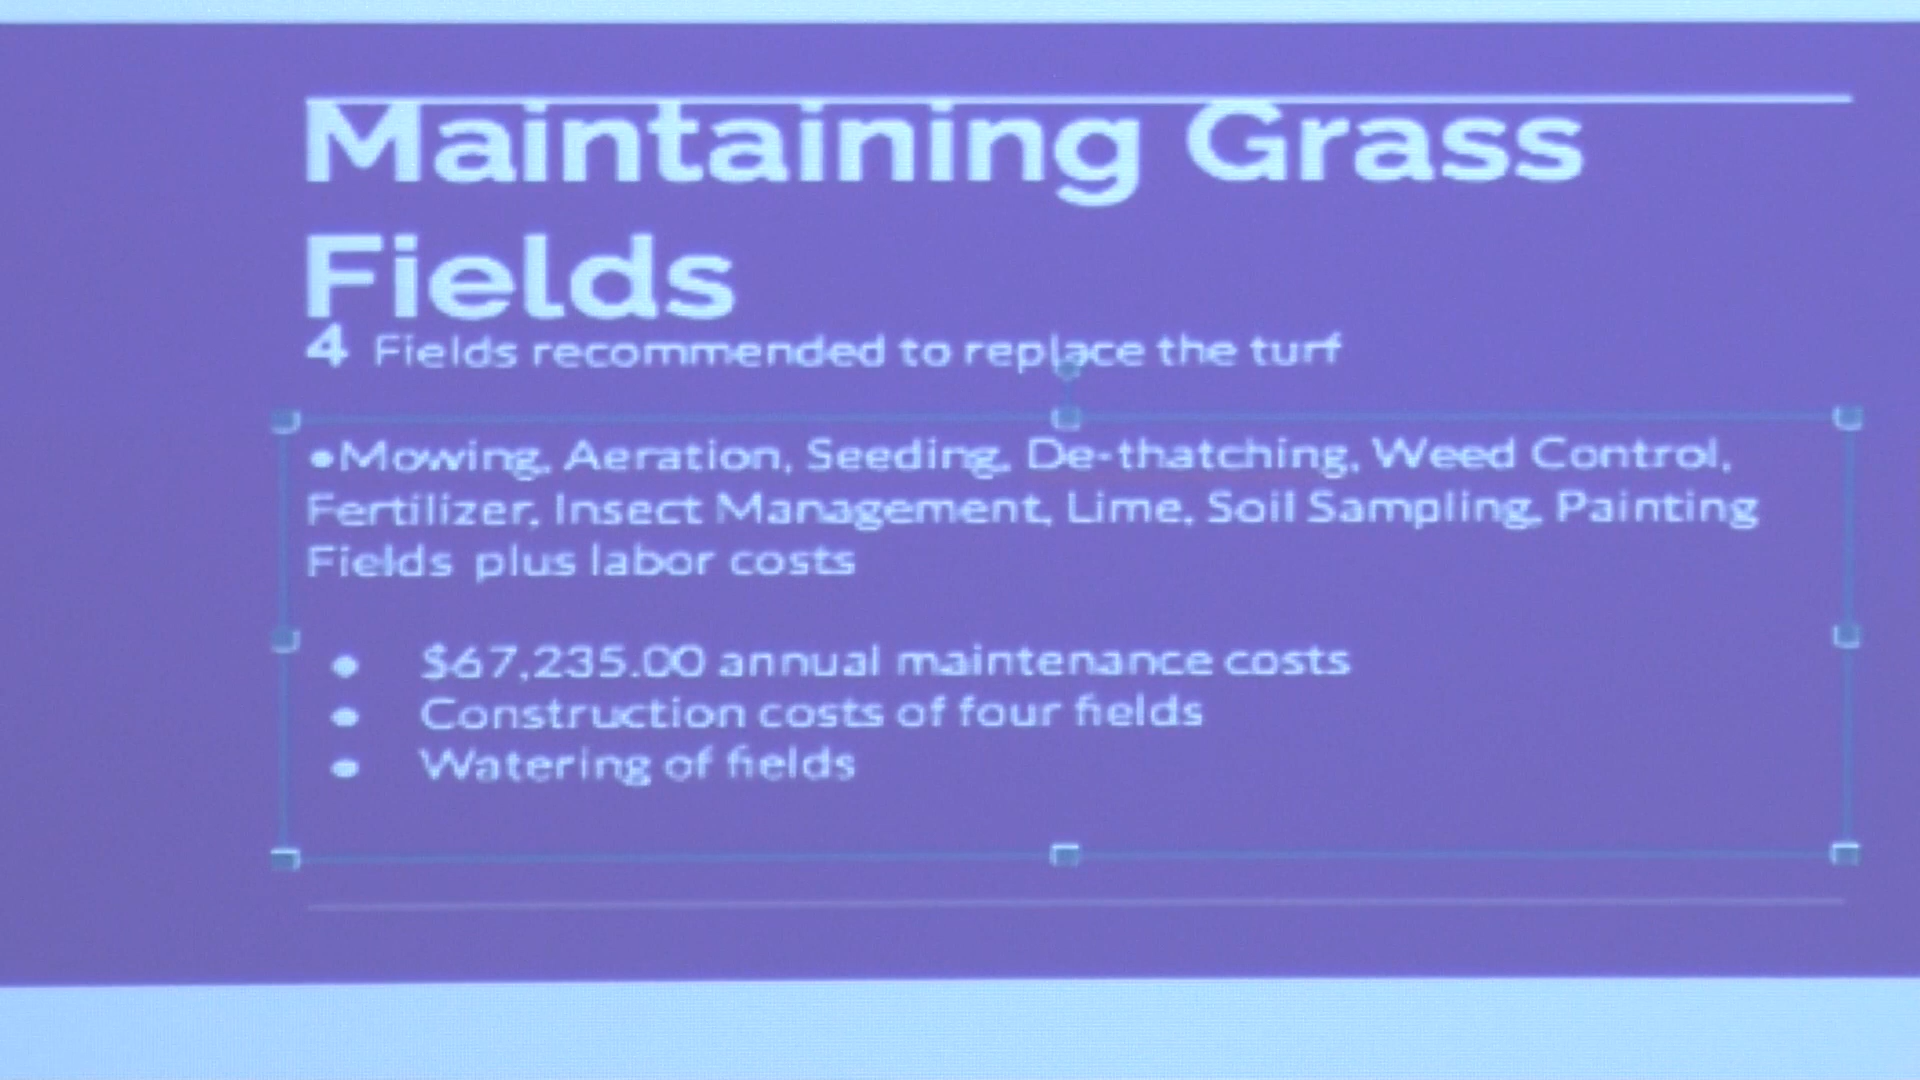 Maintaining Grass
Fields
4 Fields recommended to replace the turf
•Mowing, Aeration, Seeding, De-thatching, Weed Control,
Fertilizer, Insect Management, Lime, Soil Sampling, Painting
Fields plus labor costs
• $67,235.00 annual maintenance costs
• Construction costs of four fields
• Watering of fields